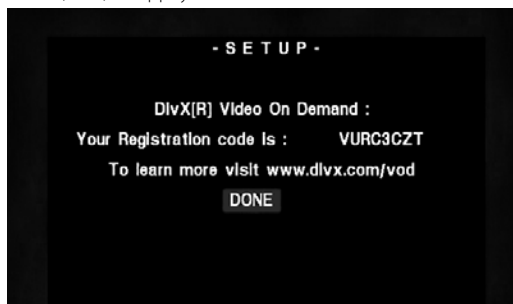 - S E T U P -
DivX[R] Video On Demand :
Your Registration code is : VURC3CZT
To learn more visit www.divx.com/vod
DONE